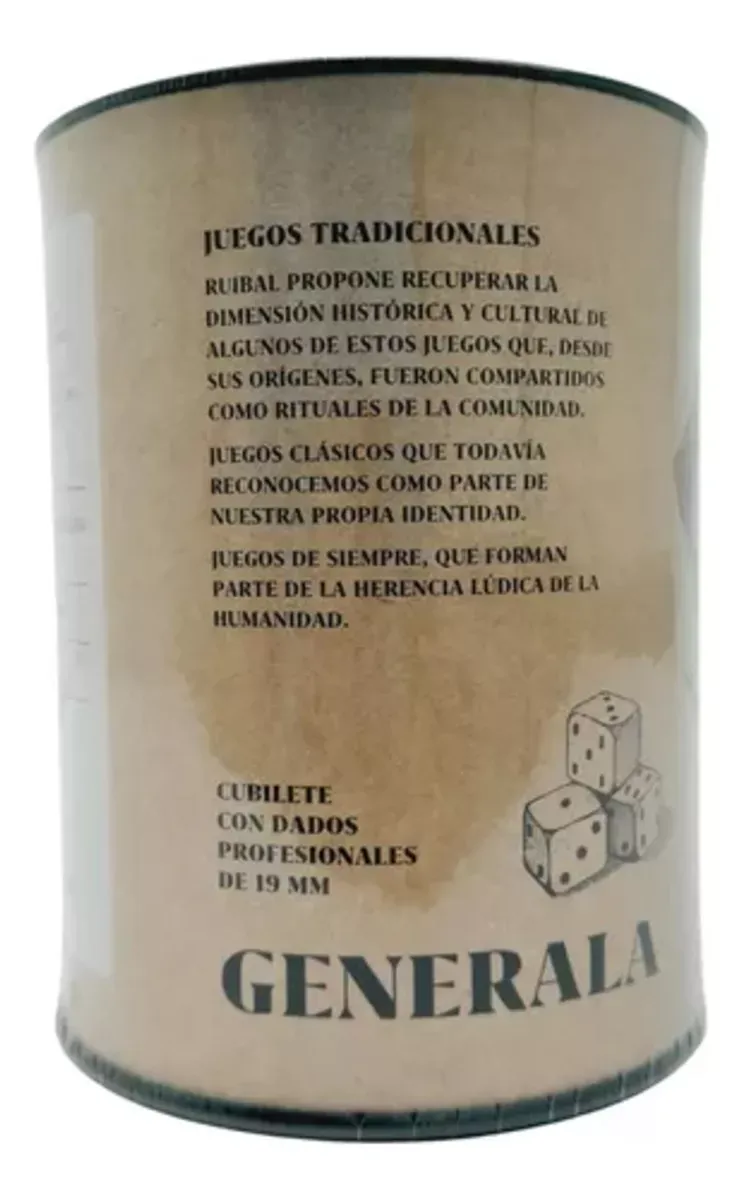 JUEGOS TRADICIONALES
RUIBAL PROPONE RECUPERAR LA
DIMENSIÓN HISTÓRICA Y CULTURAL DE
ALGUNOS DE ESTOS JUEGOS QUE, DESDE
SUS ORÍGENES, FUERON COMPARTIDOS
COMO RITUALES DE LA COMUNIDAD.
JUEGOS CLÁSICOS QUE TODAVÍA
RECONOCEMOS COMO PARTE DE
NUESTRA PROPIA IDENTIDAD.
JUEGOS DE SIEMPRE, QUE FORMAN
PARTE DE LA HERENCIA LÚDICA DE LA
HUMANIDAD.
CUBILETE
CON DADOS
PROFESIONALES
DE 19 MM
GENERALA